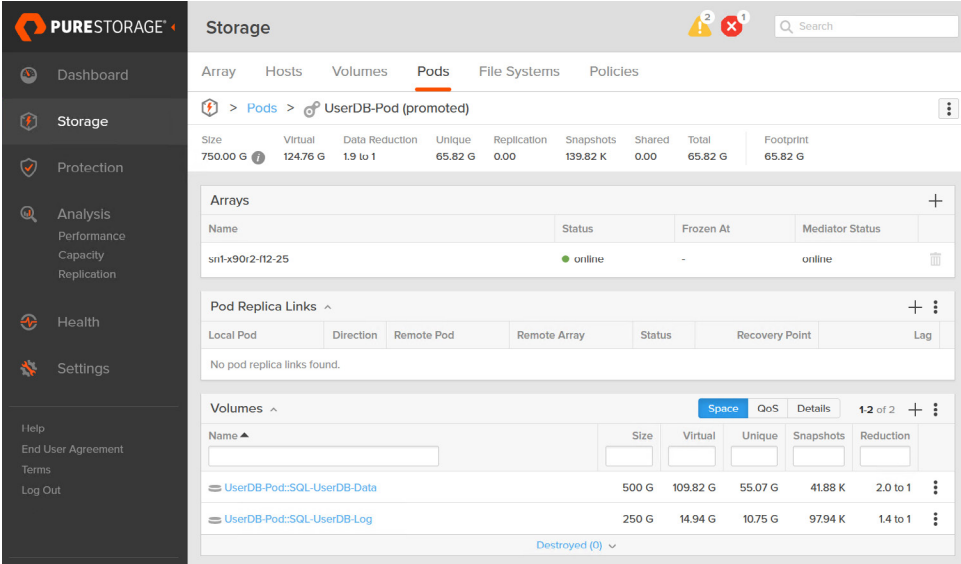 PURESTORAGE®
Dashboard
Storage
Protection
Analysis
Performance
Capacity
Replication
Health
Settings
Help
End User Agreement
Terms
Log Out
Storage
2
1
Search
Array Hosts Volumes Pods File Systems Policies
> Pods > UserDB-Pod (promoted)
Size Virtual Data Reduction Unique Replication Snapshots Shared Total Footprint
750.00 G 124.76 G 1.9 to 1 65.82 G 0.00 139.82 K 0.00 65.82 G 65.82 G
Arrays
Name Status Frozen At Mediator Status
sn1-x90r2-f12-25 online - online
Pod Replica Links
Local Pod Direction Remote Pod Remote Array Status Recovery Point Lag
No pod replica links found.
Volumes Space QoS Details 1-2 of 2
Name Size Virtual Unique Snapshots Reduction
UserDB-Pod::SQL-UserDB-Data 500 G 109.82 G 55.07 G 41.88 K 2.0 to 1
UserDB-Pod::SQL-UserDB-Log 250 G 14.94 G 10.75 G 97.94 K 1.4 to 1
Destroyed (0)